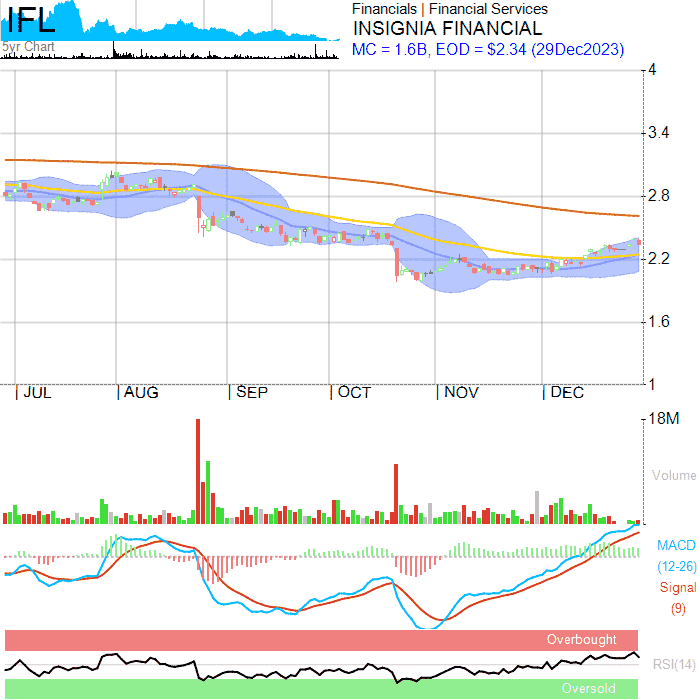 IFL
5yr Chart
Financials | Financial Services
INSIGNIA FINANCIAL
MC = 1.6B, EOD = $2.34 (29Dec2023)
4
3.4
2.8
2.2
1.6
1
JUL
AUG
SEP
OCT
NOV
DEC
18M
Volume
MACD
(12-26)
Signal
(9)
Overbought
RSI(14)
Oversold